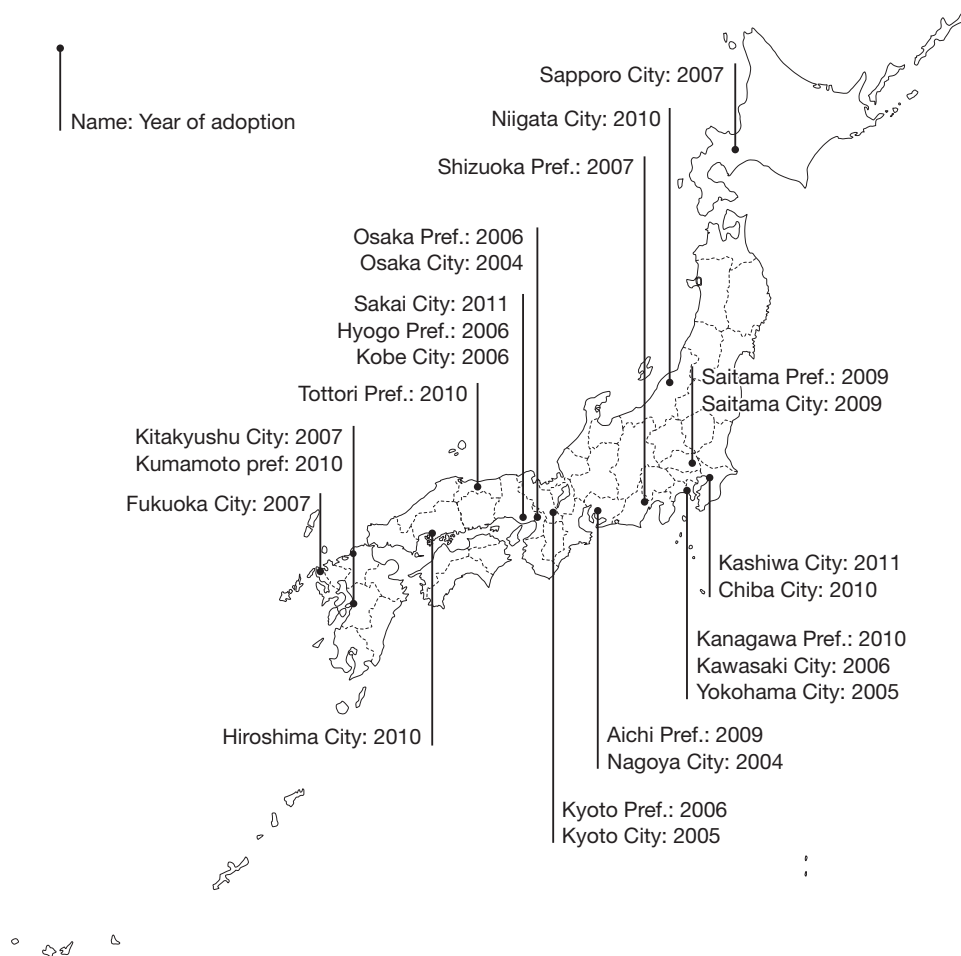 Name: Year of adoption
Sapporo City: 2007
Niigata City: 2010
Shizuoka Pref.: 2007
Osaka Pref.: 2006
Osaka City: 2004
Sakai City: 2011
Hyogo Pref.: 2006
Kobe City: 2006
Tottori Pref.: 2010
Saitama Pref.: 2009
Saitama City: 2009
Kitakyushu City: 2007
Kumamoto pref: 2010
Fukuoka City: 2007
Kashiwa City: 2011
Chiba City: 2010
Kanagawa Pref.: 2010
Kawasaki City: 2006
Yokohama City: 2005
Hiroshima City: 2010
Aichi Pref.: 2009
Nagoya City: 2004
Kyoto Pref.: 2006
Kyoto City: 2005